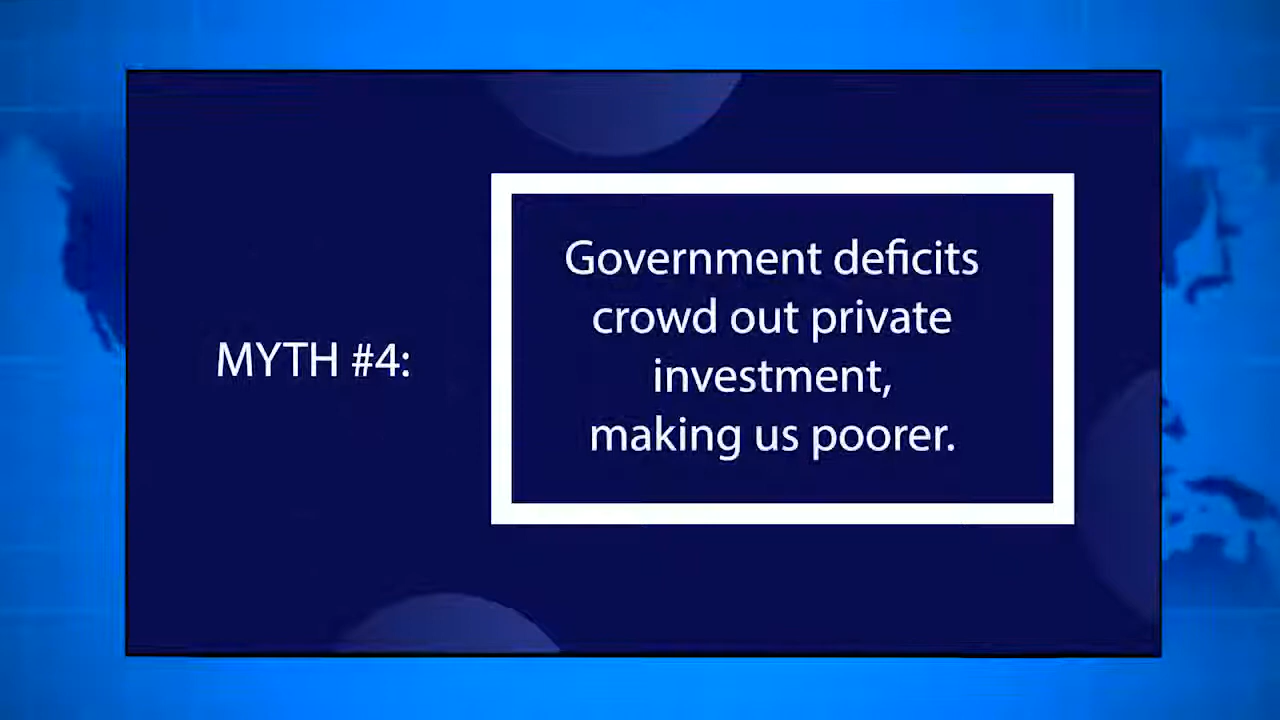 MYTH #4:
Government deficits
crowd out private
investment,
making us poorer.